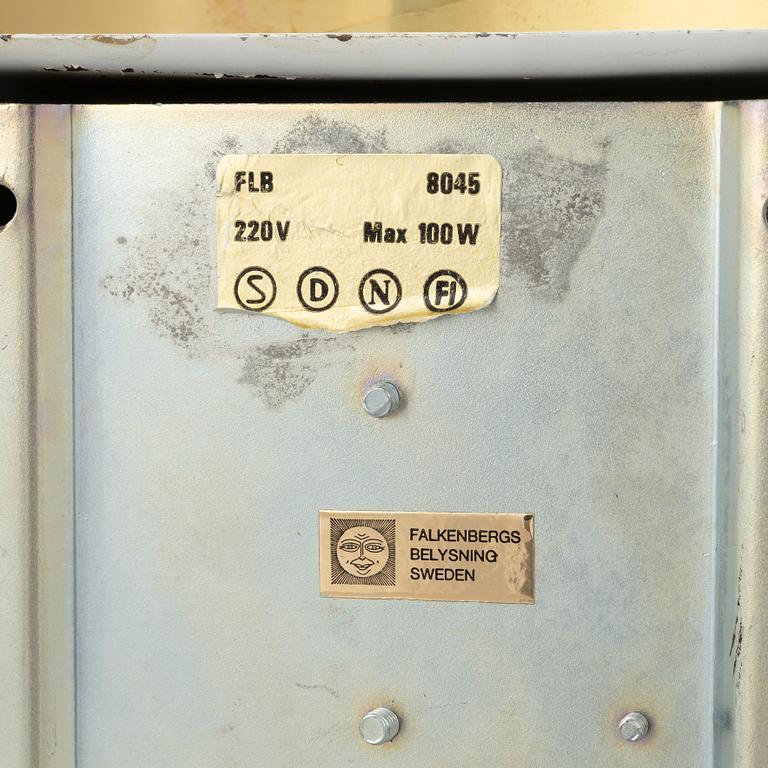 FLB 8045
220V Max 100W
S D N FI
FALKENBERGS
BELYSNING
SWEDEN